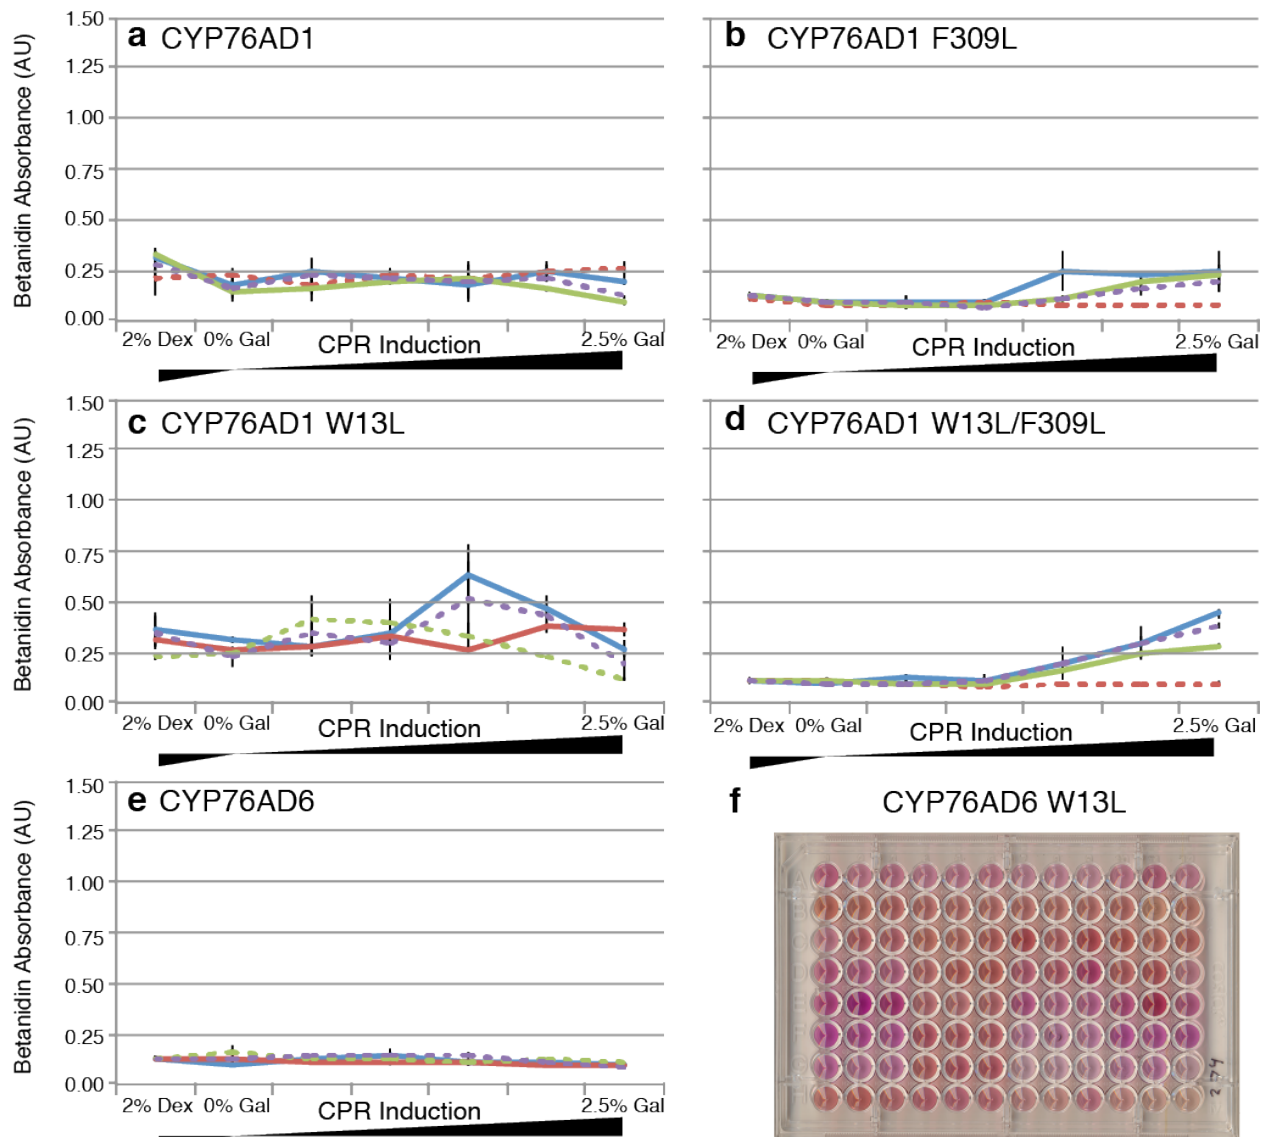 a CYP76AD1
Betanidin Absorbance (AU)
1.50
1.25
1.00
0.75
0.50
0.25
0.00
2% Dex 0% Gal CPR Induction 2.5% Gal
b CYP76AD1 F309L
2% Dex 0% Gal CPR Induction 2.5% Gal
c CYP76AD1 W13L
Betanidin Absorbance (AU)
1.50
1.25
1.00
0.75
0.50
0.25
0.00
2% Dex 0% Gal CPR Induction 2.5% Gal
d CYP76AD1 W13L/F309L
2% Dex 0% Gal CPR Induction 2.5% Gal
e CYP76AD6
Betanidin Absorbance (AU)
1.50
1.25
1.00
0.75
0.50
0.25
0.00
2% Dex 0% Gal CPR Induction 2.5% Gal
f CYP76AD6 W13L